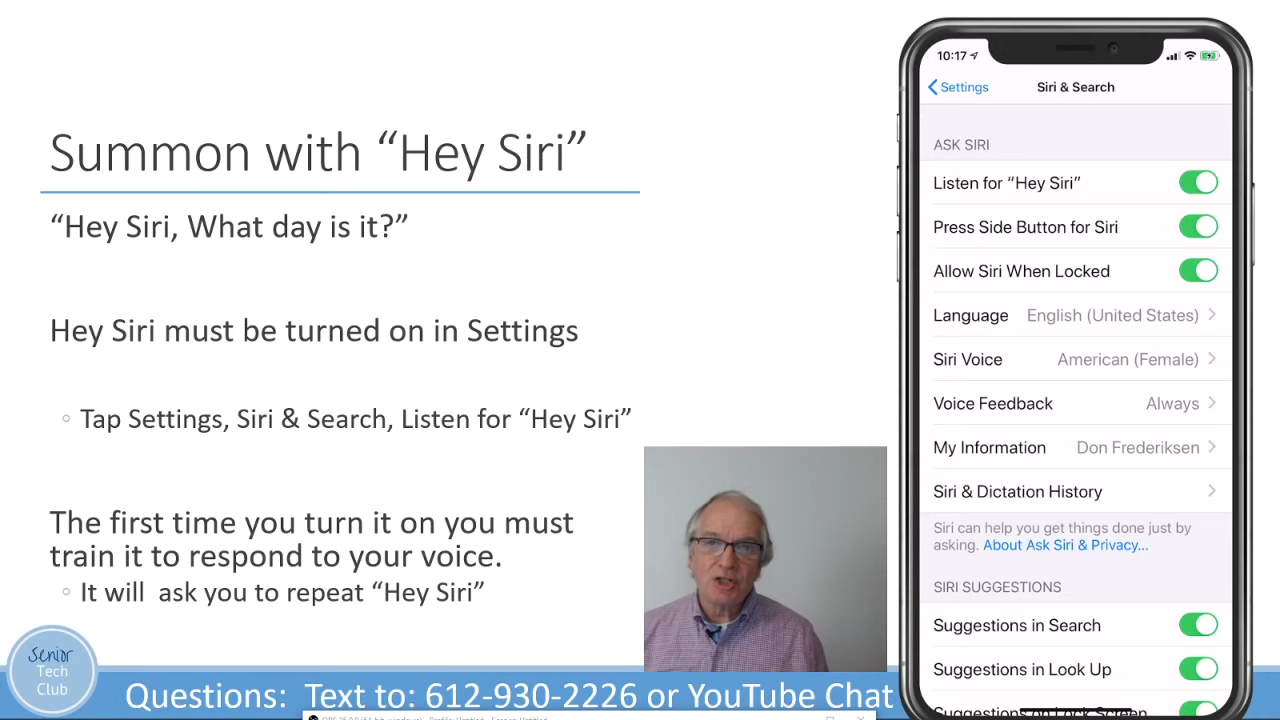 Summon with “Hey Siri”
“Hey Siri, What day is it?”
Hey Siri must be turned on in Settings
◦ Tap Settings, Siri & Search, Listen for “Hey Siri”
The first time you turn it on you must
train it to respond to your voice.
◦ It will ask you to repeat “Hey Siri”
Senior
Tech
Club
Questions: Text to: 612-930-2226 or YouTube Chat
10:17
Settings
Siri & Search
ASK SIRI
Listen for “Hey Siri”
Press Side Button for Siri
Allow Siri When Locked
Language English (United States)
Siri Voice American (Female)
Voice Feedback Always
My Information Don Frederiksen
Siri & Dictation History
Siri can help you get things done just by
asking. About Ask Siri & Privacy...
SIRI SUGGESTIONS
Suggestions in Search
Suggestions in Look Up
Suggestions on Lock Screen